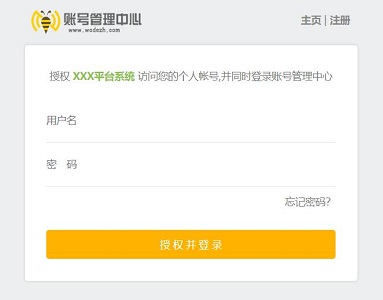 账号管理中心
www.wodezh.com
主页 | 注册
授权 XXX平台系统 访问您的个人帐号,并同时登录账号管理中心
用户名
密 码
忘记密码?
授权并登录